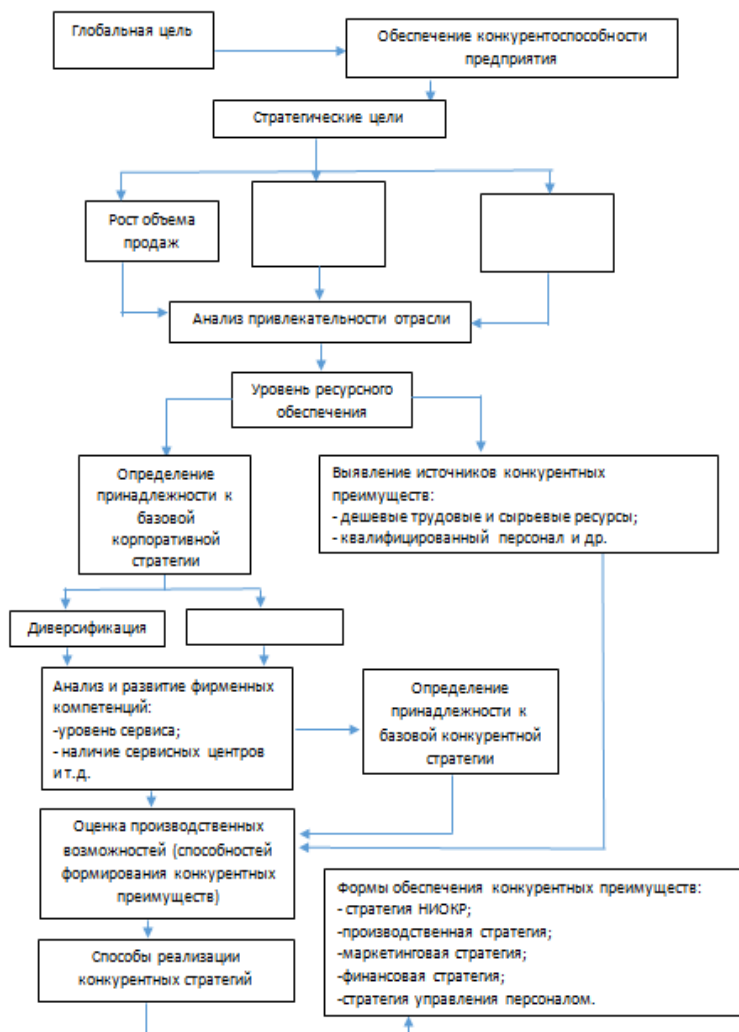 Глобальная цель
Обеспечение конкурентоспособности
предприятия
Стратегические цели
Рост объема
продаж
Анализ привлекательности отрасли
Уровень ресурсного
обеспечения
Определение
принадлежности к
базовой
корпоративной
стратегии
Выявление источников конкурентных
преимуществ:
- дешевые трудовые и сырьевые ресурсы;
- квалифицированный персонал и др.
Диверсификация
Анализ и развитие фирменных
компетенций:
-уровень сервиса;
- наличие сервисных центров
и т.д.
Определение
принадлежности к
базовой конкурентной
стратегии
Оценка производственных
возможностей (способностей
формирования конкурентных
преимуществ)
Формы обеспечения конкурентных преимуществ:
- стратегия НИОКР;
-производственная стратегия;
-маркетинговая стратегия;
-финансовая стратегия;
-стратегия управления персоналом.
Способы реализации
конкурентных стратегий